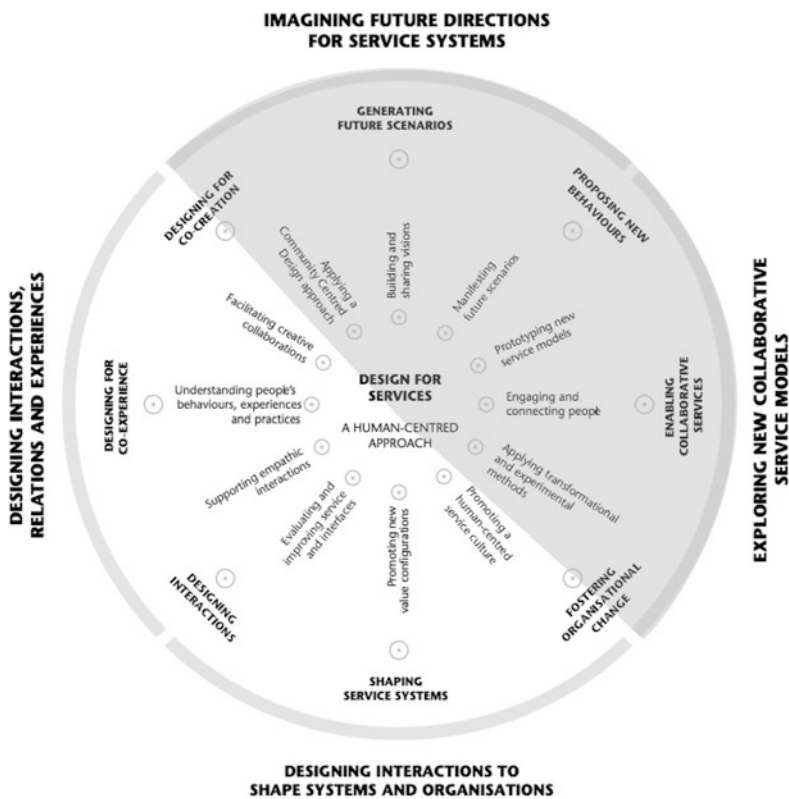 IMAGINING FUTURE DIRECTIONS
FOR SERVICE SYSTEMS
GENERATING
FUTURE SCENARIOS
DESIGNING FOR
CO-CREATION
PROPOSING NEW
BEHAVIOURS
Applying a
Community Centred
Design approach
Building and
sharing visions
Manifesting
future scenarios
Facilitating creative
collaborations
Prototyping new
service models
DESIGNING INTERACTIONS,
RELATIONS AND EXPERIENCES
DESIGNING FOR
CO-EXPERIENCE
Understanding people's
behaviours, experiences
and practices
DESIGN FOR
SERVICES
A HUMAN-CENTRED
APPROACH
Engaging and
connecting people
ENABLING
COLLABORATIVE
SERVICES
EXPLORING NEW COLLABORATIVE
SERVICE MODELS
Supporting empathic
interactions
Evaluating and
improving service
and interfaces
Promoting new
value configurations
Promoting a
human-centred
service culture
Applying transformational
and experimental
methods
DESIGNING
INTERACTIONS
FOSTERING
ORGANISATIONAL
CHANGE
SHAPING
SERVICE SYSTEMS
DESIGNING INTERACTIONS TO
SHAPE SYSTEMS AND ORGANISATIONS